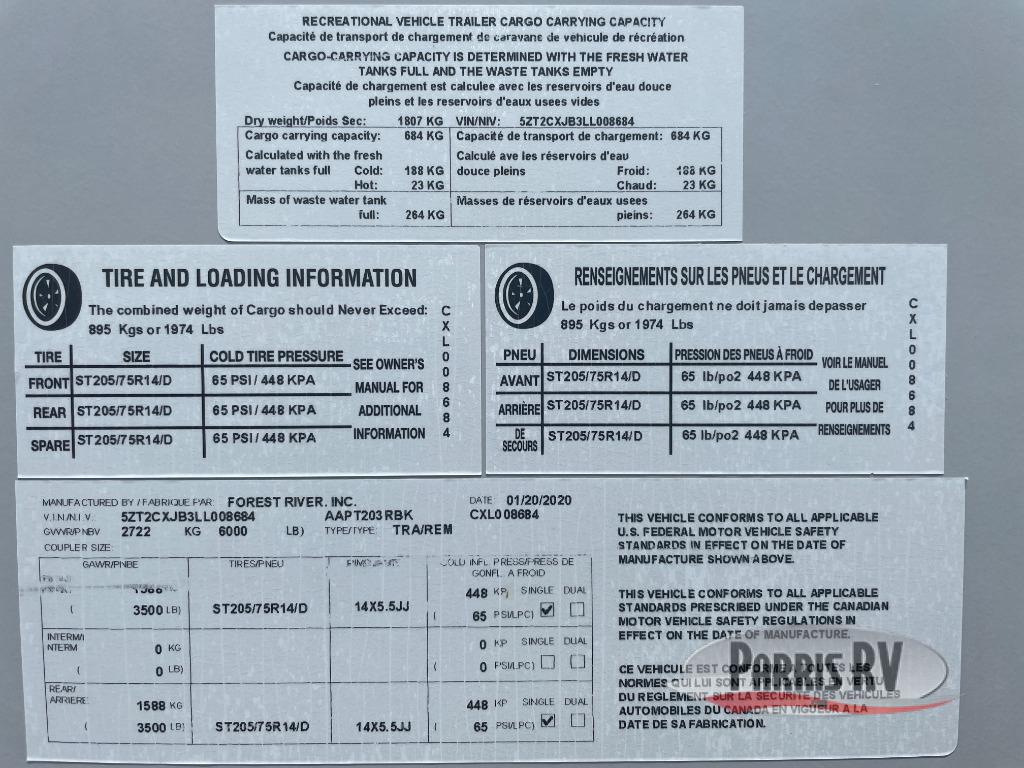 RECREATIONAL VEHICLE TRAILER CARGO CARRYING CAPACITY
Capacité de transport de chargement de caravane de vehicule de récréation
CARGO-CARRYING CAPACITY IS DETERMINED WITH THE FRESH WATER
TANKS FULL AND THE WASTE TANKS EMPTY
Capacité de chargement est calculee avec les reservoirs d'eau douce
pleins et les reservoirs d'eaux usees vides
Dry weight/Poids Sec: 1807 KG VIN/NIV: 5ZT2CXJB3LL008684
Cargo carrying capacity: 684 KG Capacité de transport de chargement: 684 KG
Calculated with the fresh Calculé ave les réservoirs d'eau
water tanks full Cold: 188 KG douce pleins Froid: 188 KG
Hot: 23 KG Chaud: 23 KG
Mass of waste water tank Masses de réservoirs d'eaux usees
full: 264 KG pieins: 264 KG
TIRE AND LOADING INFORMATION
The combined weight of Cargo should Never Exceed:
895 Kgs or 1974 Lbs
TIRE SIZE COLD TIRE PRESSURE SEE OWNER'S
FRONT ST205/75R14/D 65 PSI / 448 KPA MANUAL FOR
REAR ST205/75R14/D 65 PSI / 448 KPA ADDITIONAL
SPARE ST205/75R14/D 65 PSI / 448 KPA INFORMATION
CXL008684
RENSEIGNEMENTS SUR LES PNEUS ET LE CHARGEMENT
Le poids du chargement ne doit jamais depasser
895 Kgs or 1974 Lbs
PNEU DIMENSIONS PRESSION DES PNEUS À FROID VOIR LE MANUEL
AVANT ST205/75R14/D 65 lb/po2 448 KPA DE L'USAGER
ARRIÈRE ST205/75R14/D 65 lb/po2 448 KPA POUR PLUS DE
DE SECOURS ST205/75R14/D 65 lb/po2 448 KPA RENSEIGNEMENTS
CXL008684
MANUFACTURED BY / FABRIQUE PAR: FOREST RIVER, INC. DATE: 01/20/2020
V.I.N./N.I.V.: 5ZT2CXJB3LL008684 AAPT203RBK CXL008684
GVWR/PNBV 2722 KG 6000 LB) TYPE/TYPE: TRA/REM
COUPLER SIZE:
GAWR/PNBE TIRES/PNEU COLD INFL. PRESS/PRESS DE
GONFL. A FROID
448 KP SINGLE DUAL
3500 LB) ST205/75R14/D 14X5.5JJ ( 65 PSI/LPC)
INTERM/ 0 KG 0 KP SINGLE DUAL
NTERM
( 0 LB) ( 0 PSI/LPC)
REAR/
ARRIERE: 1588 KG 448 KP SINGLE DUAL
( 3500 LB) ST205/75R14/D 14X5.5JJ ( 65 PSI/LPC)
THIS VEHICLE CONFORMS TO ALL APPLICABLE
U.S. FEDERAL MOTOR VEHICLE SAFETY
STANDARDS IN EFFECT ON THE DATE OF
MANUFACTURE SHOWN ABOVE.
THIS VEHICLE CONFORMS TO ALL APPLICABLE
STANDARDS PRESCRIBED UNDER THE CANADIAN
MOTOR VEHICLE SAFETY REGULATIONS IN
EFFECT ON THE DATE OF MANUFACTURE.
CE VEHICULE EST CONFORME A TOUTES LES
NORMES QUI LUI SONT APPLICABLES EN VERTU
DU REGLEMENT SUR LA SECURITE DES VEHICULES
AUTOMOBILES DU CANADA EN VIGUEUR A LA
DATE DE SA FABRICATION.
PARRIS RV